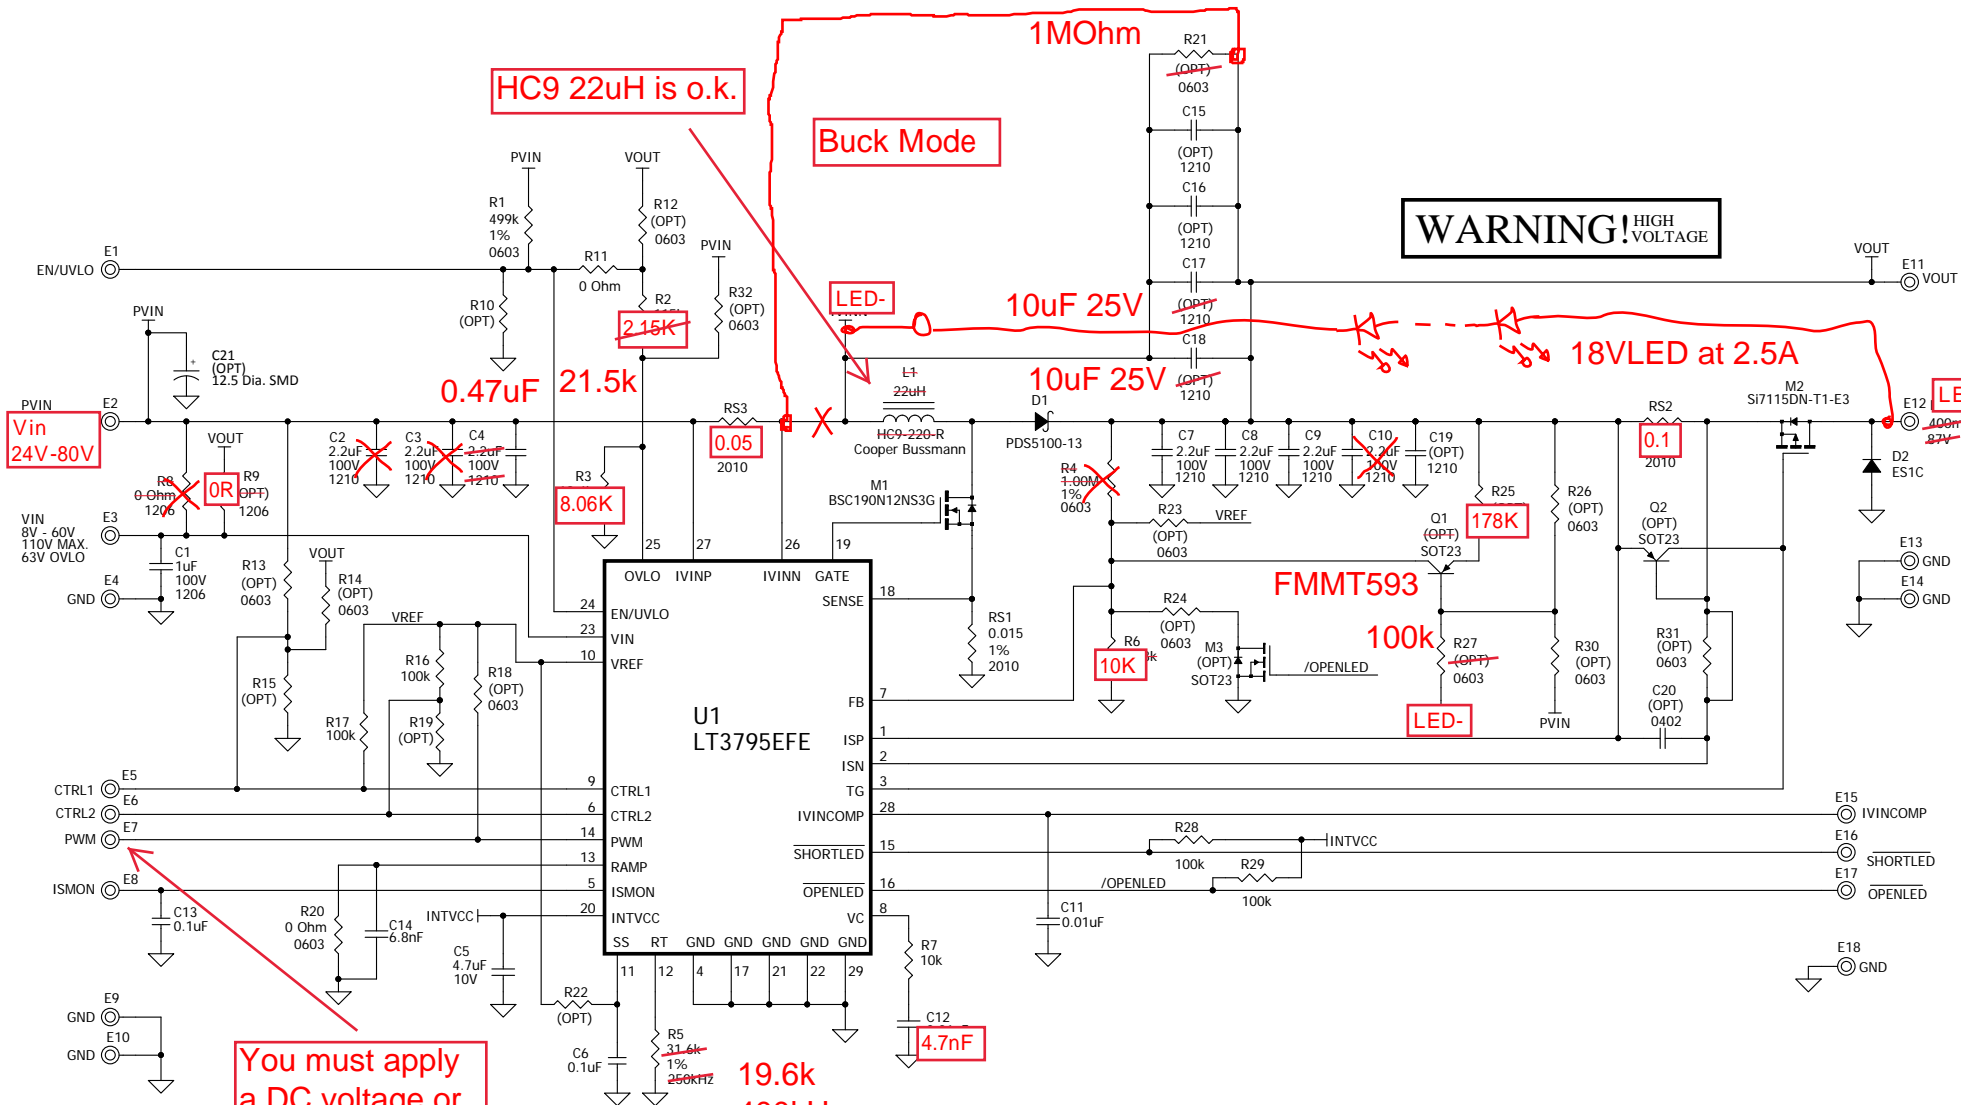 1MOhm
R21
(OPT)
0603
HC9 22uH is o.k.
Buck Mode
C15
(OPT)
1210
C16
(OPT)
1210
C17
(OPT)
1210
C18
(OPT)
1210
10uF 25V
10uF 25V
WARNING! HIGH VOLTAGE
PVIN
VOUT
R1
499k
1%
0603
R12
(OPT)
0603
PVIN
R11
0 Ohm
E1
EN/UVLO
R10
(OPT)
R2
2.15K
R32
(OPT)
0603
LED-
VOUT
E11
VOUT
18VLED at 2.5A
PVIN
C21
(OPT)
12.5 Dia. SMD
+
0.47uF
21.5k
L1
22uH
HC9-220-R
Cooper Bussmann
D1
PDS5100-13
M2
Si7115DN-T1-E3
PVIN
E2
Vin
24V-80V
VOUT
R8
0 Ohm
1206
0R
R9
(OPT)
1206
C2
2.2uF
100V
1210
C3
2.2uF
100V
1210
C4
2.2uF
100V
1210
RS3
0.05
2010
R3
8.06K
M1
BSC190N12NS3G
R4
1.00M
1%
0603
C7
2.2uF
100V
1210
C8
2.2uF
100V
1210
C9
2.2uF
100V
1210
C10
2.2uF
100V
1210
C19
(OPT)
1210
RS2
0.1
2010
E12
87V
D2
ES1C
VIN
8V - 60V
110V MAX.
63V OVLO
E3
E4
GND
C1
1uF
100V
1206
R13
(OPT)
0603
VOUT
R14
(OPT)
0603
R15
(OPT)
R23
(OPT)
0603
VREF
Q1
(OPT)
SOT23
R25
178K
R26
(OPT)
0603
Q2
(OPT)
SOT23
E13
GND
E14
GND
FMMT593
R24
(OPT)
0603
R6
10K
M3
(OPT)
SOT23
/OPENLED
100k
R27
(OPT)
0603
LED-
R30
(OPT)
0603
PVIN
R31
(OPT)
0603
C20
(OPT)
0402
RS1
0.015
1%
2010
VREF
R16
100k
R17
100k
R18
(OPT)
0603
R19
(OPT)
25
27
26
19
OVLO
IVINP
IVINN
GATE
24
EN/UVLO
23
VIN
10
VREF
18
SENSE
U1
LT3795EFE
7
FB
1
ISP
2
ISN
3
TG
28
IVINCOMP
15
SHORTLED
16
OPENLED
8
VC
9
CTRL1
6
CTRL2
14
PWM
13
RAMP
5
ISMON
20
INTVCC
SS
RT
GND
GND
GND
GND
GND
11
12
4
17
21
22
29
E5
CTRL1
E6
CTRL2
E7
PWM
E8
ISMON
C13
0.1uF
R20
0 Ohm
0603
C14
6.8nF
INTVCC
C5
4.7uF
10V
R28
100k
INTVCC
R29
100k
/OPENLED
E15
IVINCOMP
E16
SHORTLED
E17
OPENLED
C11
0.01uF
E18
GND
R7
10k
C12
4.7nF
E9
GND
E10
GND
R22
(OPT)
C6
0.1uF
R5
31.6k
1%
250kHz
19.6k
You must apply
a DC voltage or